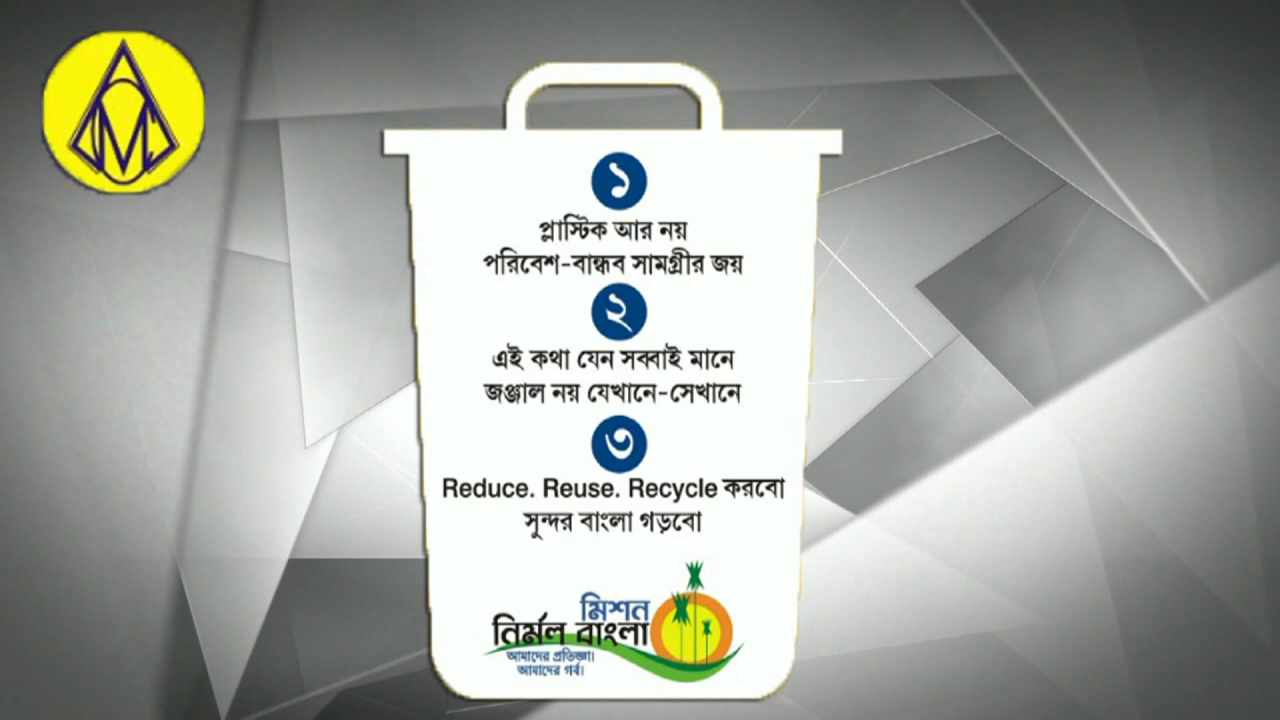 ১
প্লাস্টিক আর নয়
পরিবেশ-বান্ধব সামগ্রীর জয়
২
এই কথা যেন সব্বাই মানে
জঞ্জাল নয় যেখানে-সেখানে
৩
Reduce. Reuse. Recycle করবো
সুন্দর বাংলা গড়বো
মিশন
নির্মল বাংলা
আমাদের প্রতিজ্ঞা।
আমাদের গর্ব।